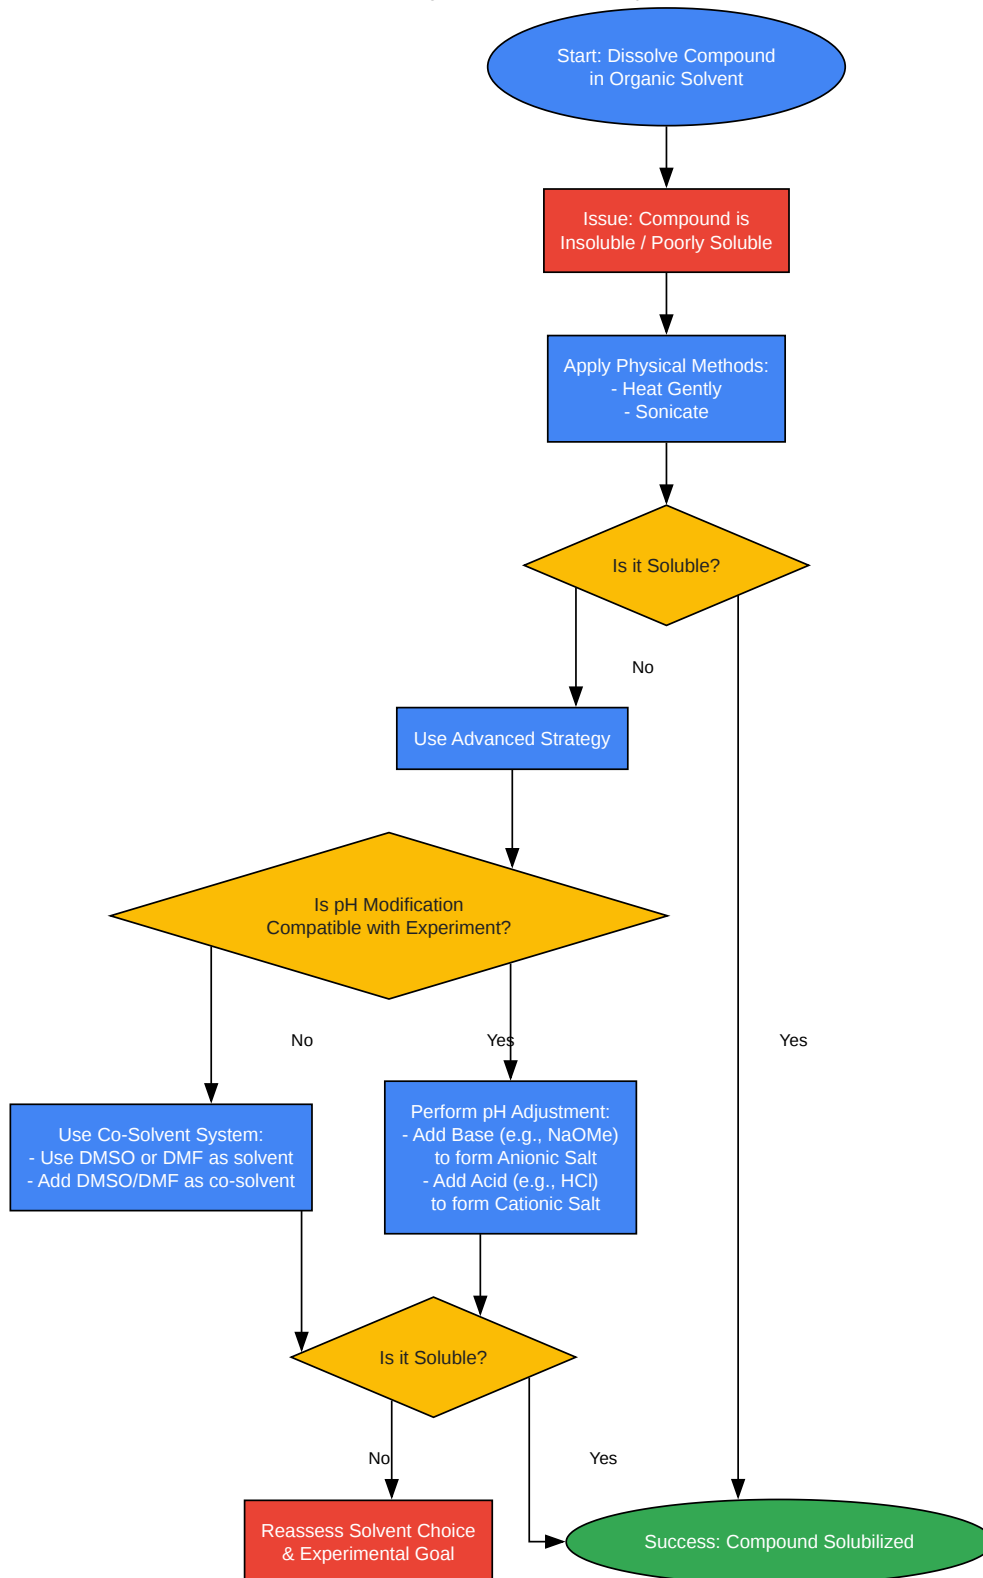 Start: Dissolve Compound
in Organic Solvent
Issue: Compound is
Insoluble / Poorly Soluble
Apply Physical Methods:
- Heat Gently
- Sonicate
Is it Soluble?
No
Use Advanced Strategy
Is pH Modification
Compatible with Experiment?
No
Yes
Yes
Use Co-Solvent System:
- Use DMSO or DMF as solvent
- Add DMSO/DMF as co-solvent
Perform pH Adjustment:
- Add Base (e.g., NaOMe)
to form Anionic Salt
- Add Acid (e.g., HCl)
to form Cationic Salt
Is it Soluble?
No
Yes
Reassess Solvent Choice
& Experimental Goal
Success: Compound Solubilized